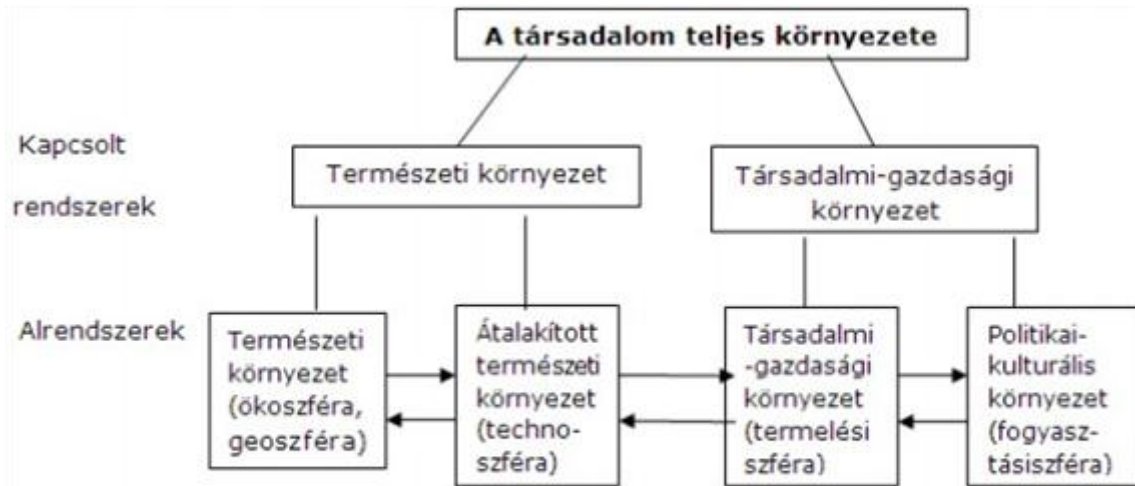 A társadalom teljes környezete
Kapcsolt
rendszerek
Természeti környezet
Társadalmi-gazdasági
környezet
Alrendszerek
Természeti
környezet
(ökoszféra,
geoszféra)
Átalakított
természeti
környezet
(techno-
szféra)
Társadalmi
-gazdasági
környezet
(termelési
szféra)
Politikai-
kulturális
környezet
(fogyasz-
tásiszféra)